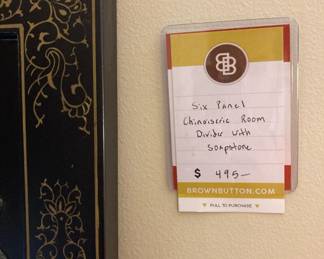 BB
Six Panel
Chinoiserie Room
Divider with
Soapstone
$ 495—
BROWNBUTTON.COM
PULL TO PURCHASE